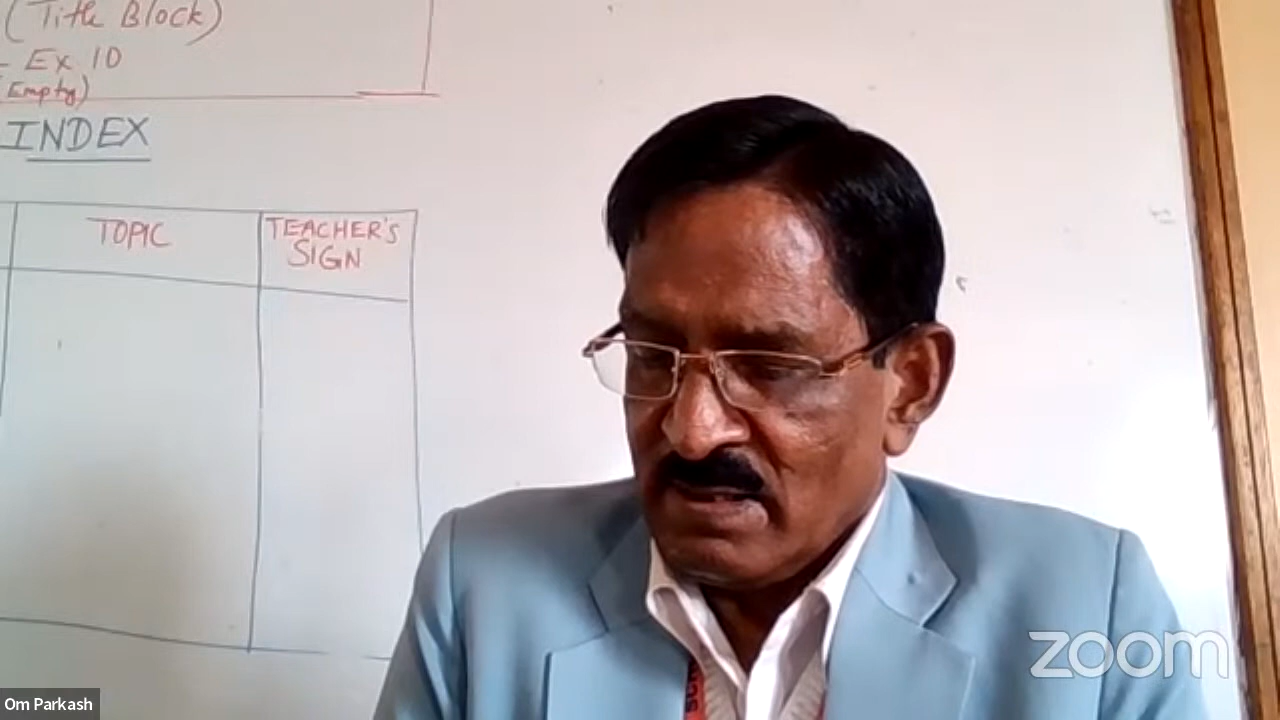 (Title Block)
- Ex 10
(Empty)
INDEX
TOPIC
TEACHER'S
SIGN
zoom
Om Parkash